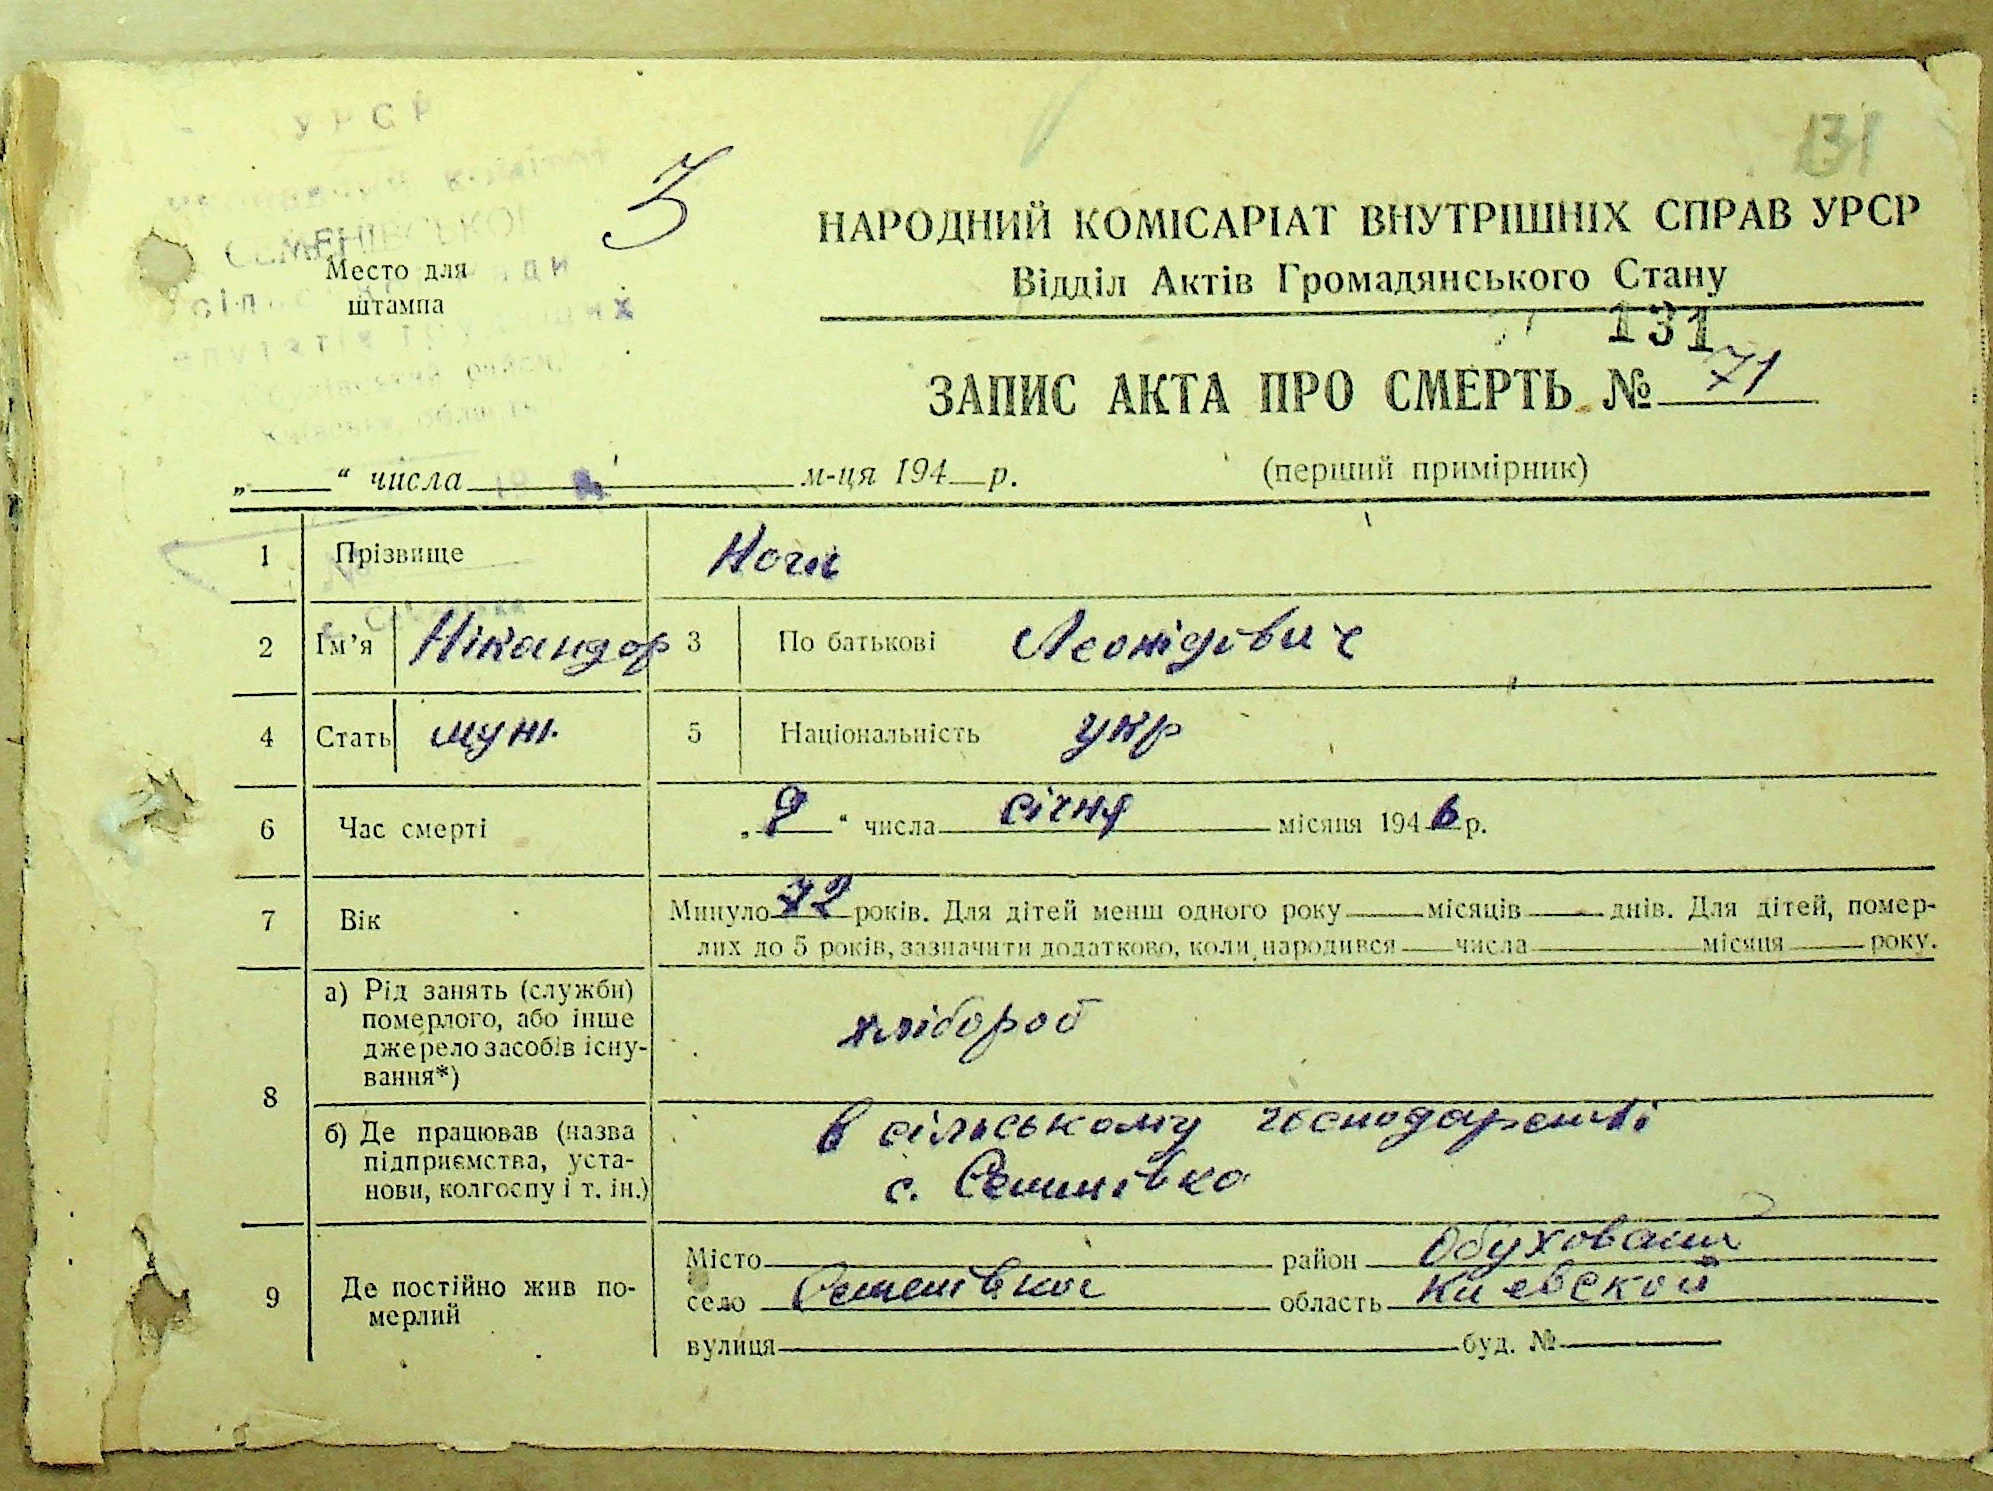 УРСР
СЕМЕНІВСЬКОЇ
Место для
штампа
3
131
НАРОДНИЙ КОМІСАРІАТ ВНУТРІШНІХ СПРАВ УРСР
Відділ Актів Громадянського Стану
131
ЗАПИС АКТА ПРО СМЕРТЬ № 71
„ “ числа м-ця 194 р. (перший примірник)
1 Прізвище
2 Ім'я Нікандор 3 По батькові Леонідович
4 Стать муж. 5 Національність укр
6 Час смерті „ “ числа січня місяця 1946 р.
7 Вік Минуло 72 років. Для дітей менш одного року місяців днів. Для дітей, помер-
лих до 5 років, зазначити додатково, коли народився числа місяця року.
8 а) Рід занять (служби)
померлого, або інше
джерело засобів існу-
вання*)
хлібороб
б) Де працював (назва
підприємства, уста-
нови, колгоспу і т. ін.)
в сільському господарстві
с. Семенівка
9 Де постійно жив по-
мерлий
Місто район
село Семенівка область Киевской
вулиця буд. №